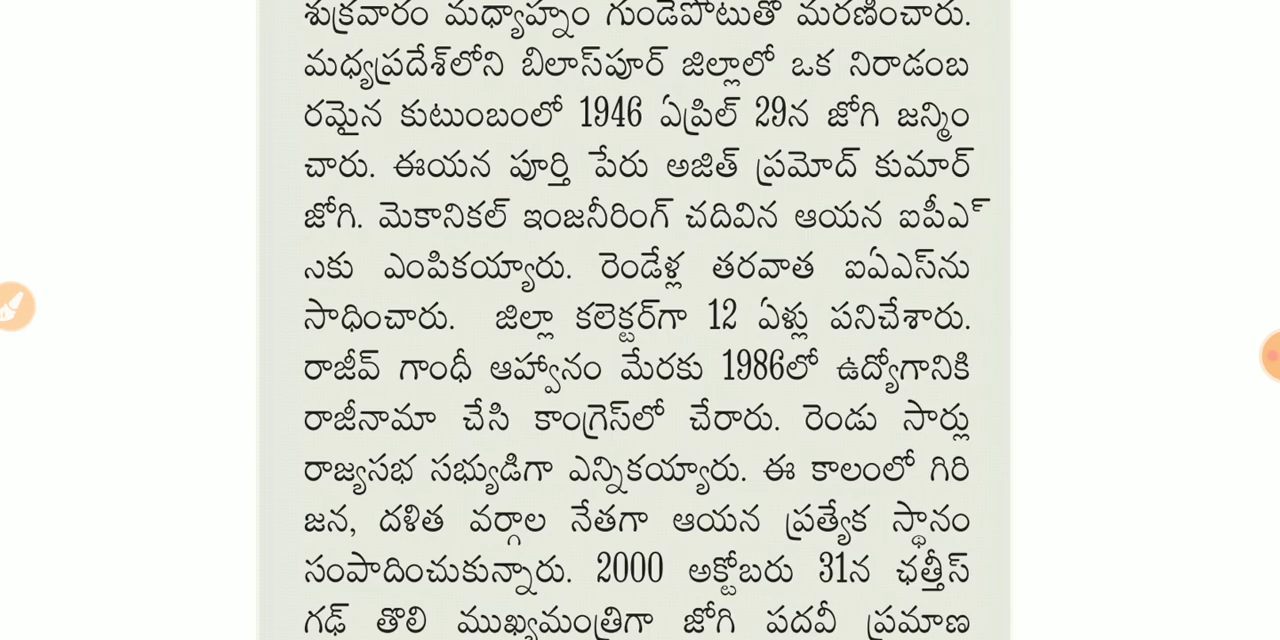 శుక్రవారం మధ్యాహ్నం గుండెపోటుతో మరణించారు.
మధ్యప్రదేశ్‌లోని బిలాస్‌పూర్ జిల్లాలో ఒక నిరాడంబ
రమైన కుటుంబంలో 1946 ఏప్రిల్ 29న జోగి జన్మిం
చారు. ఈయన పూర్తి పేరు అజిత్ ప్రమోద్ కుమార్
జోగి. మెకానికల్ ఇంజనీరింగ్ చదివిన ఆయన ఐపీఎ
సకు ఎంపికయ్యారు. రెండేళ్ల తరవాత ఐఏఎస్‌ను
సాధించారు. జిల్లా కలెక్టర్‌గా 12 ఏళ్లు పనిచేశారు.
రాజీవ్ గాంధీ ఆహ్వానం మేరకు 1986లో ఉద్యోగానికి
రాజీనామా చేసి కాంగ్రెస్‌లో చేరారు. రెండు సార్లు
రాజ్యసభ సభ్యుడిగా ఎన్నికయ్యారు. ఈ కాలంలో గిరి
జన, దళిత వర్గాల నేతగా ఆయన ప్రత్యేక స్థానం
సంపాదించుకున్నారు. 2000 అక్టోబరు 31న ఛత్తీస్
గఢ్ తొలి ముఖ్యమంత్రిగా జోగి పదవీ ప్రమాణ